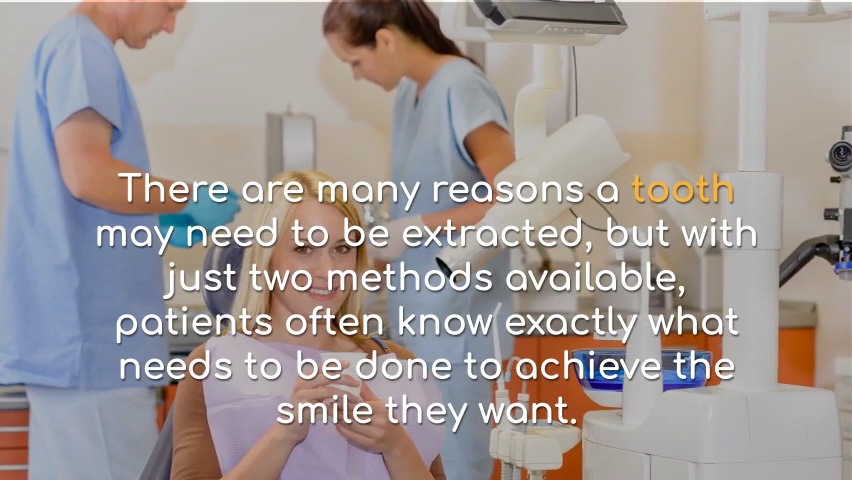 There are many reasons a tooth
may need to be extracted, but with
just two methods available,
patients often know exactly what
needs to be done to achieve the
smile they want.